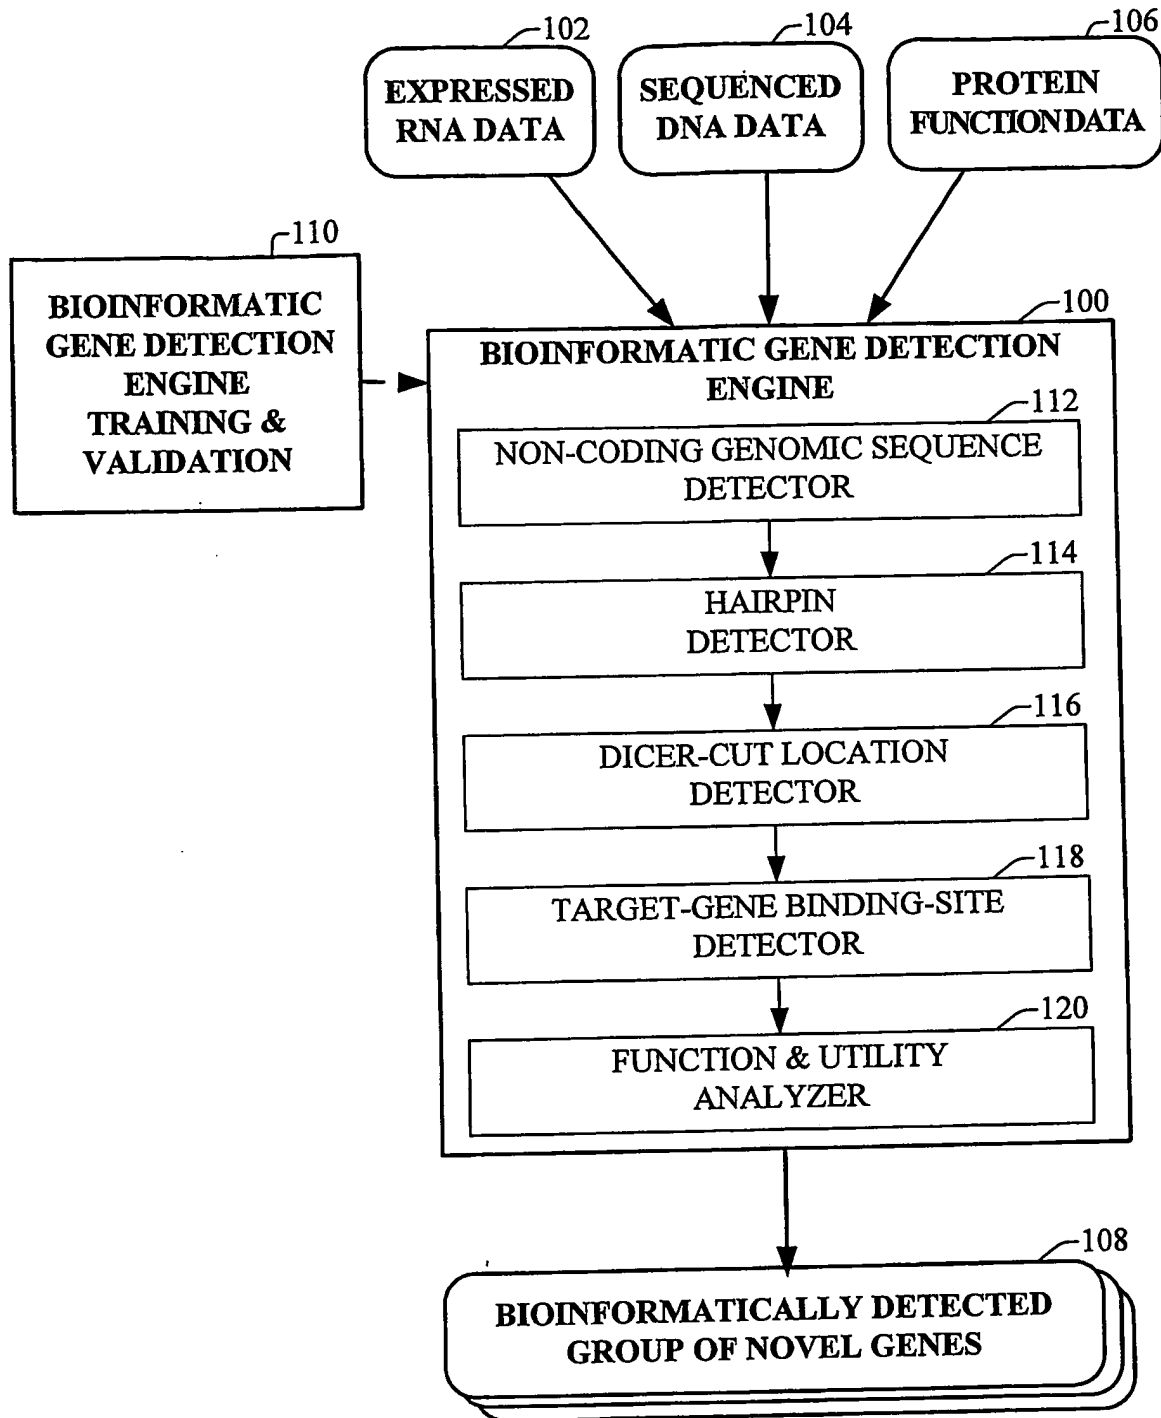 102
104
106
EXPRESSED
RNA DATA
SEQUENCED
DNA DATA
PROTEIN
FUNCTION DATA
110
BIOINFORMATIC
GENE DETECTION
ENGINE
TRAINING &
VALIDATION
100
BIOINFORMATIC GENE DETECTION
ENGINE
112
NON-CODING GENOMIC SEQUENCE
DETECTOR
114
HAIRPIN
DETECTOR
116
DICER-CUT LOCATION
DETECTOR
118
TARGET-GENE BINDING-SITE
DETECTOR
120
FUNCTION & UTILITY
ANALYZER
108
BIOINFORMATICALLY DETECTED
GROUP OF NOVEL GENES